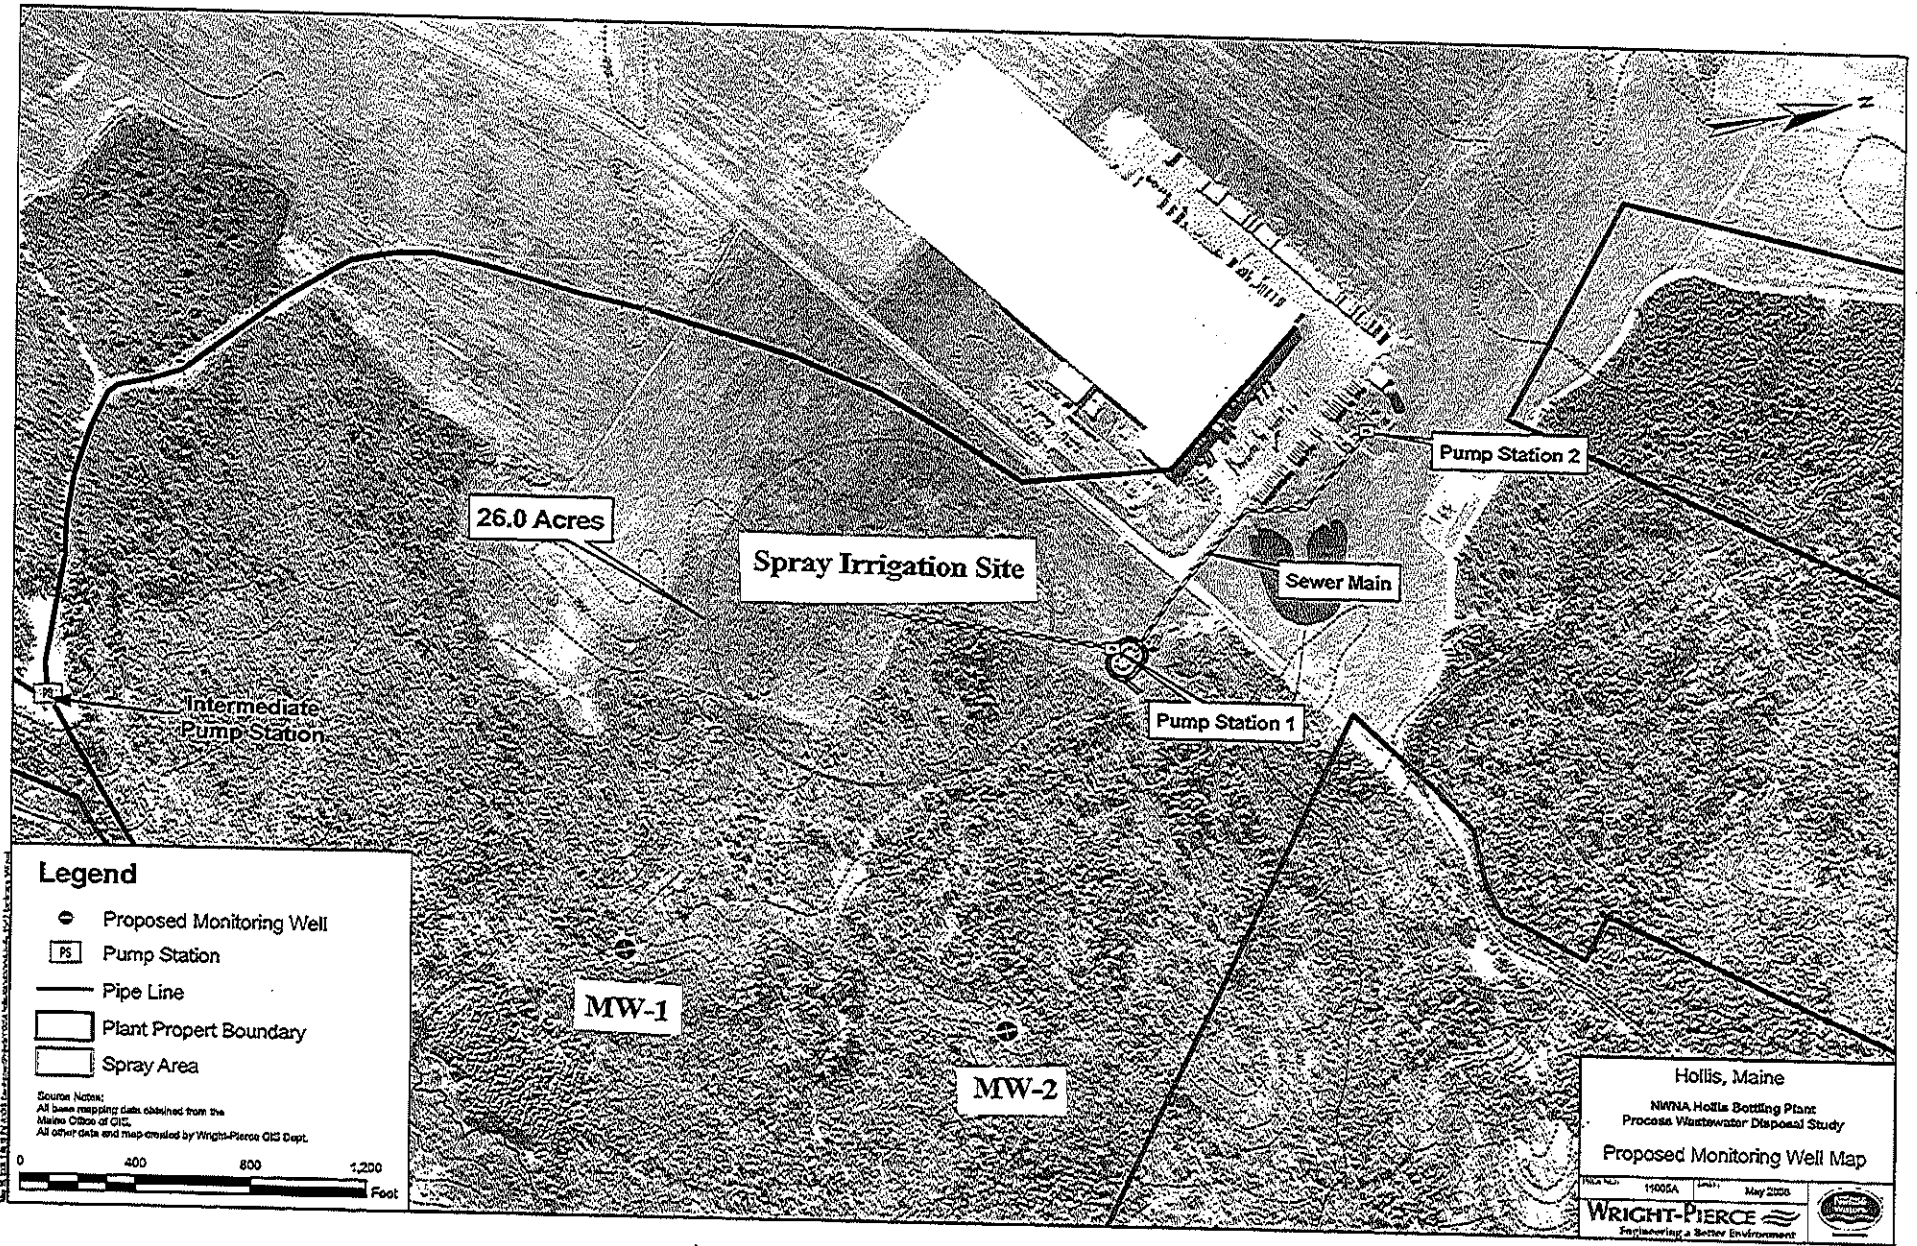 N
Pump Station 2
26.0 Acres
Spray Irrigation Site
Sewer Main
PS
Intermediate
Pump Station
Pump Station 1
Legend
Proposed Monitoring Well
PS Pump Station
Pipe Line
Plant Propert Boundary
Spray Area
Source Notes:
All base mapping data obtained from the
Maine Office of GIS.
All other data and map created by Wright-Pierce GIS Dept.
0 400 800 1,200
Feet
MW-1
MW-2
Hollis, Maine
NWNA Hollis Bottling Plant
Process Wastewater Disposal Study
Proposed Monitoring Well Map
11005A
WRIGHT-PIERCE
Engineering a Better Environment